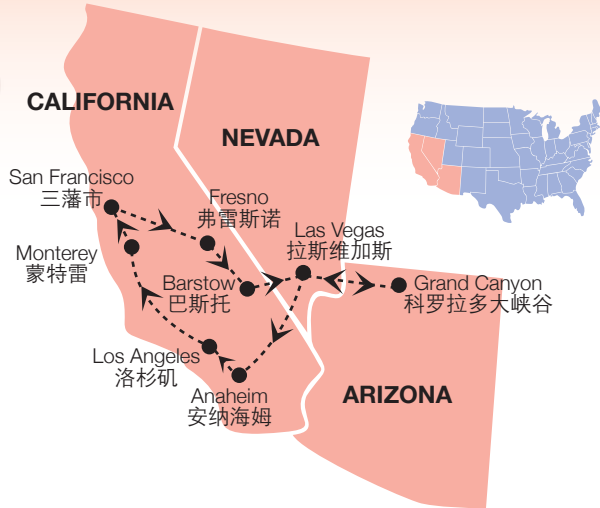 CALIFORNIA
NEVADA
San Francisco
三藩市
Fresno
弗雷斯诺
Las Vegas
拉斯维加斯
Monterey
蒙特雷
Barstow
巴斯托
Grand Canyon
科罗拉多大峡谷
Los Angeles
洛杉矶
Anaheim
安纳海姆
ARIZONA